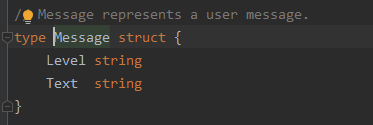 / Message represents a user message.
type Message struct {
    Level string
    Text  string
}